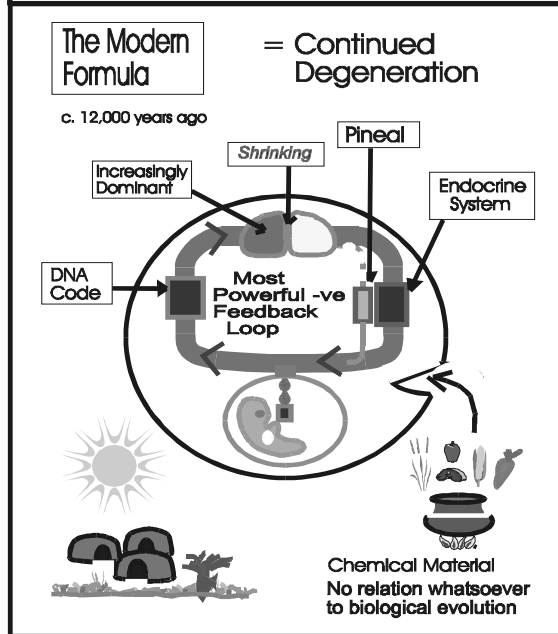 The Modern
Formula
= Continued
Degeneration
c. 12,000 years ago
Shrinking
Pineal
Increasingly
Dominant
Endocrine
System
DNA
Code
Most
Powerful -ve
Feedback
Loop
Chemical Material
No relation whatsoever
to biological evolution